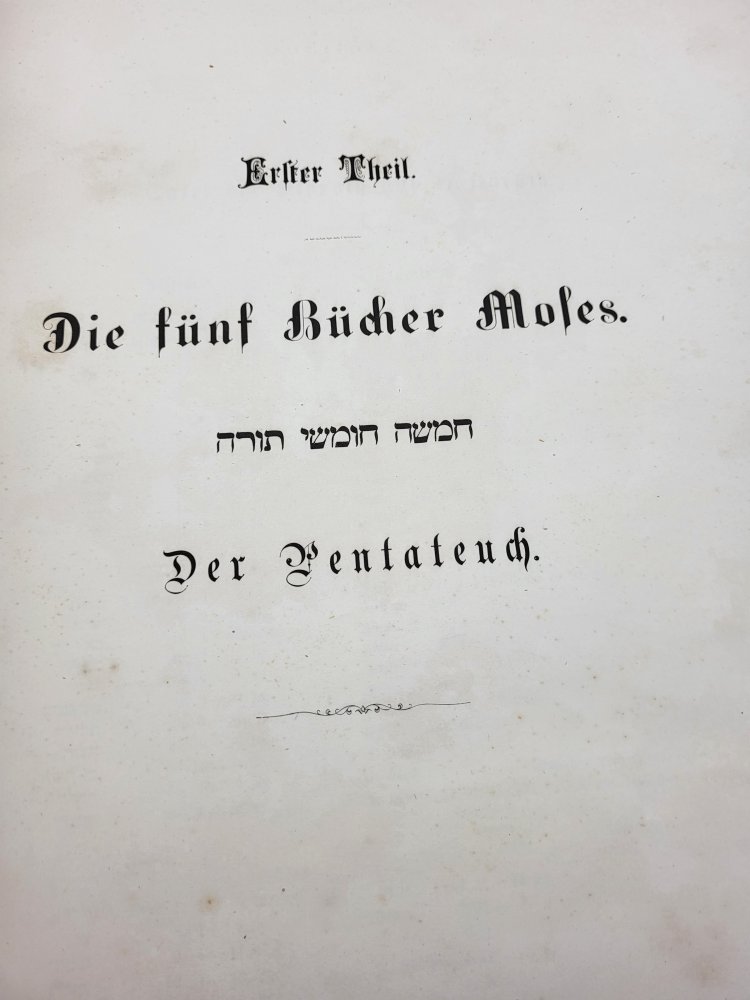 Erſter Theil.
Die fünf Bücher Moſes.
חמשה חומשי תורה
Der Pentateuch.